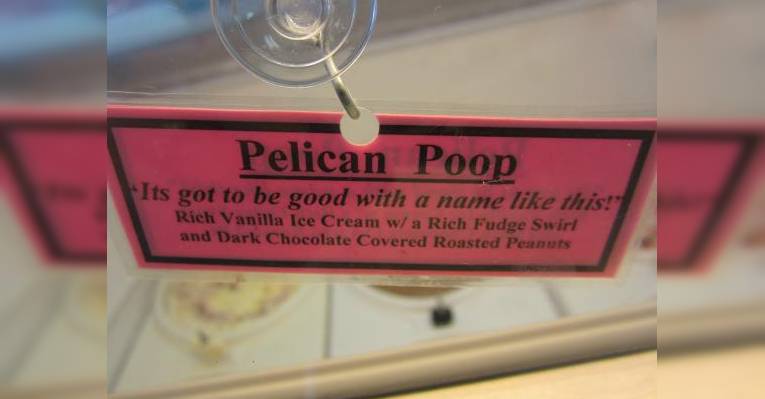 Pelican Poop
"Its got to be good with a name like this!"
Rich Vanilla Ice Cream w/ a Rich Fudge Swirl
and Dark Chocolate Covered Roasted Peanuts